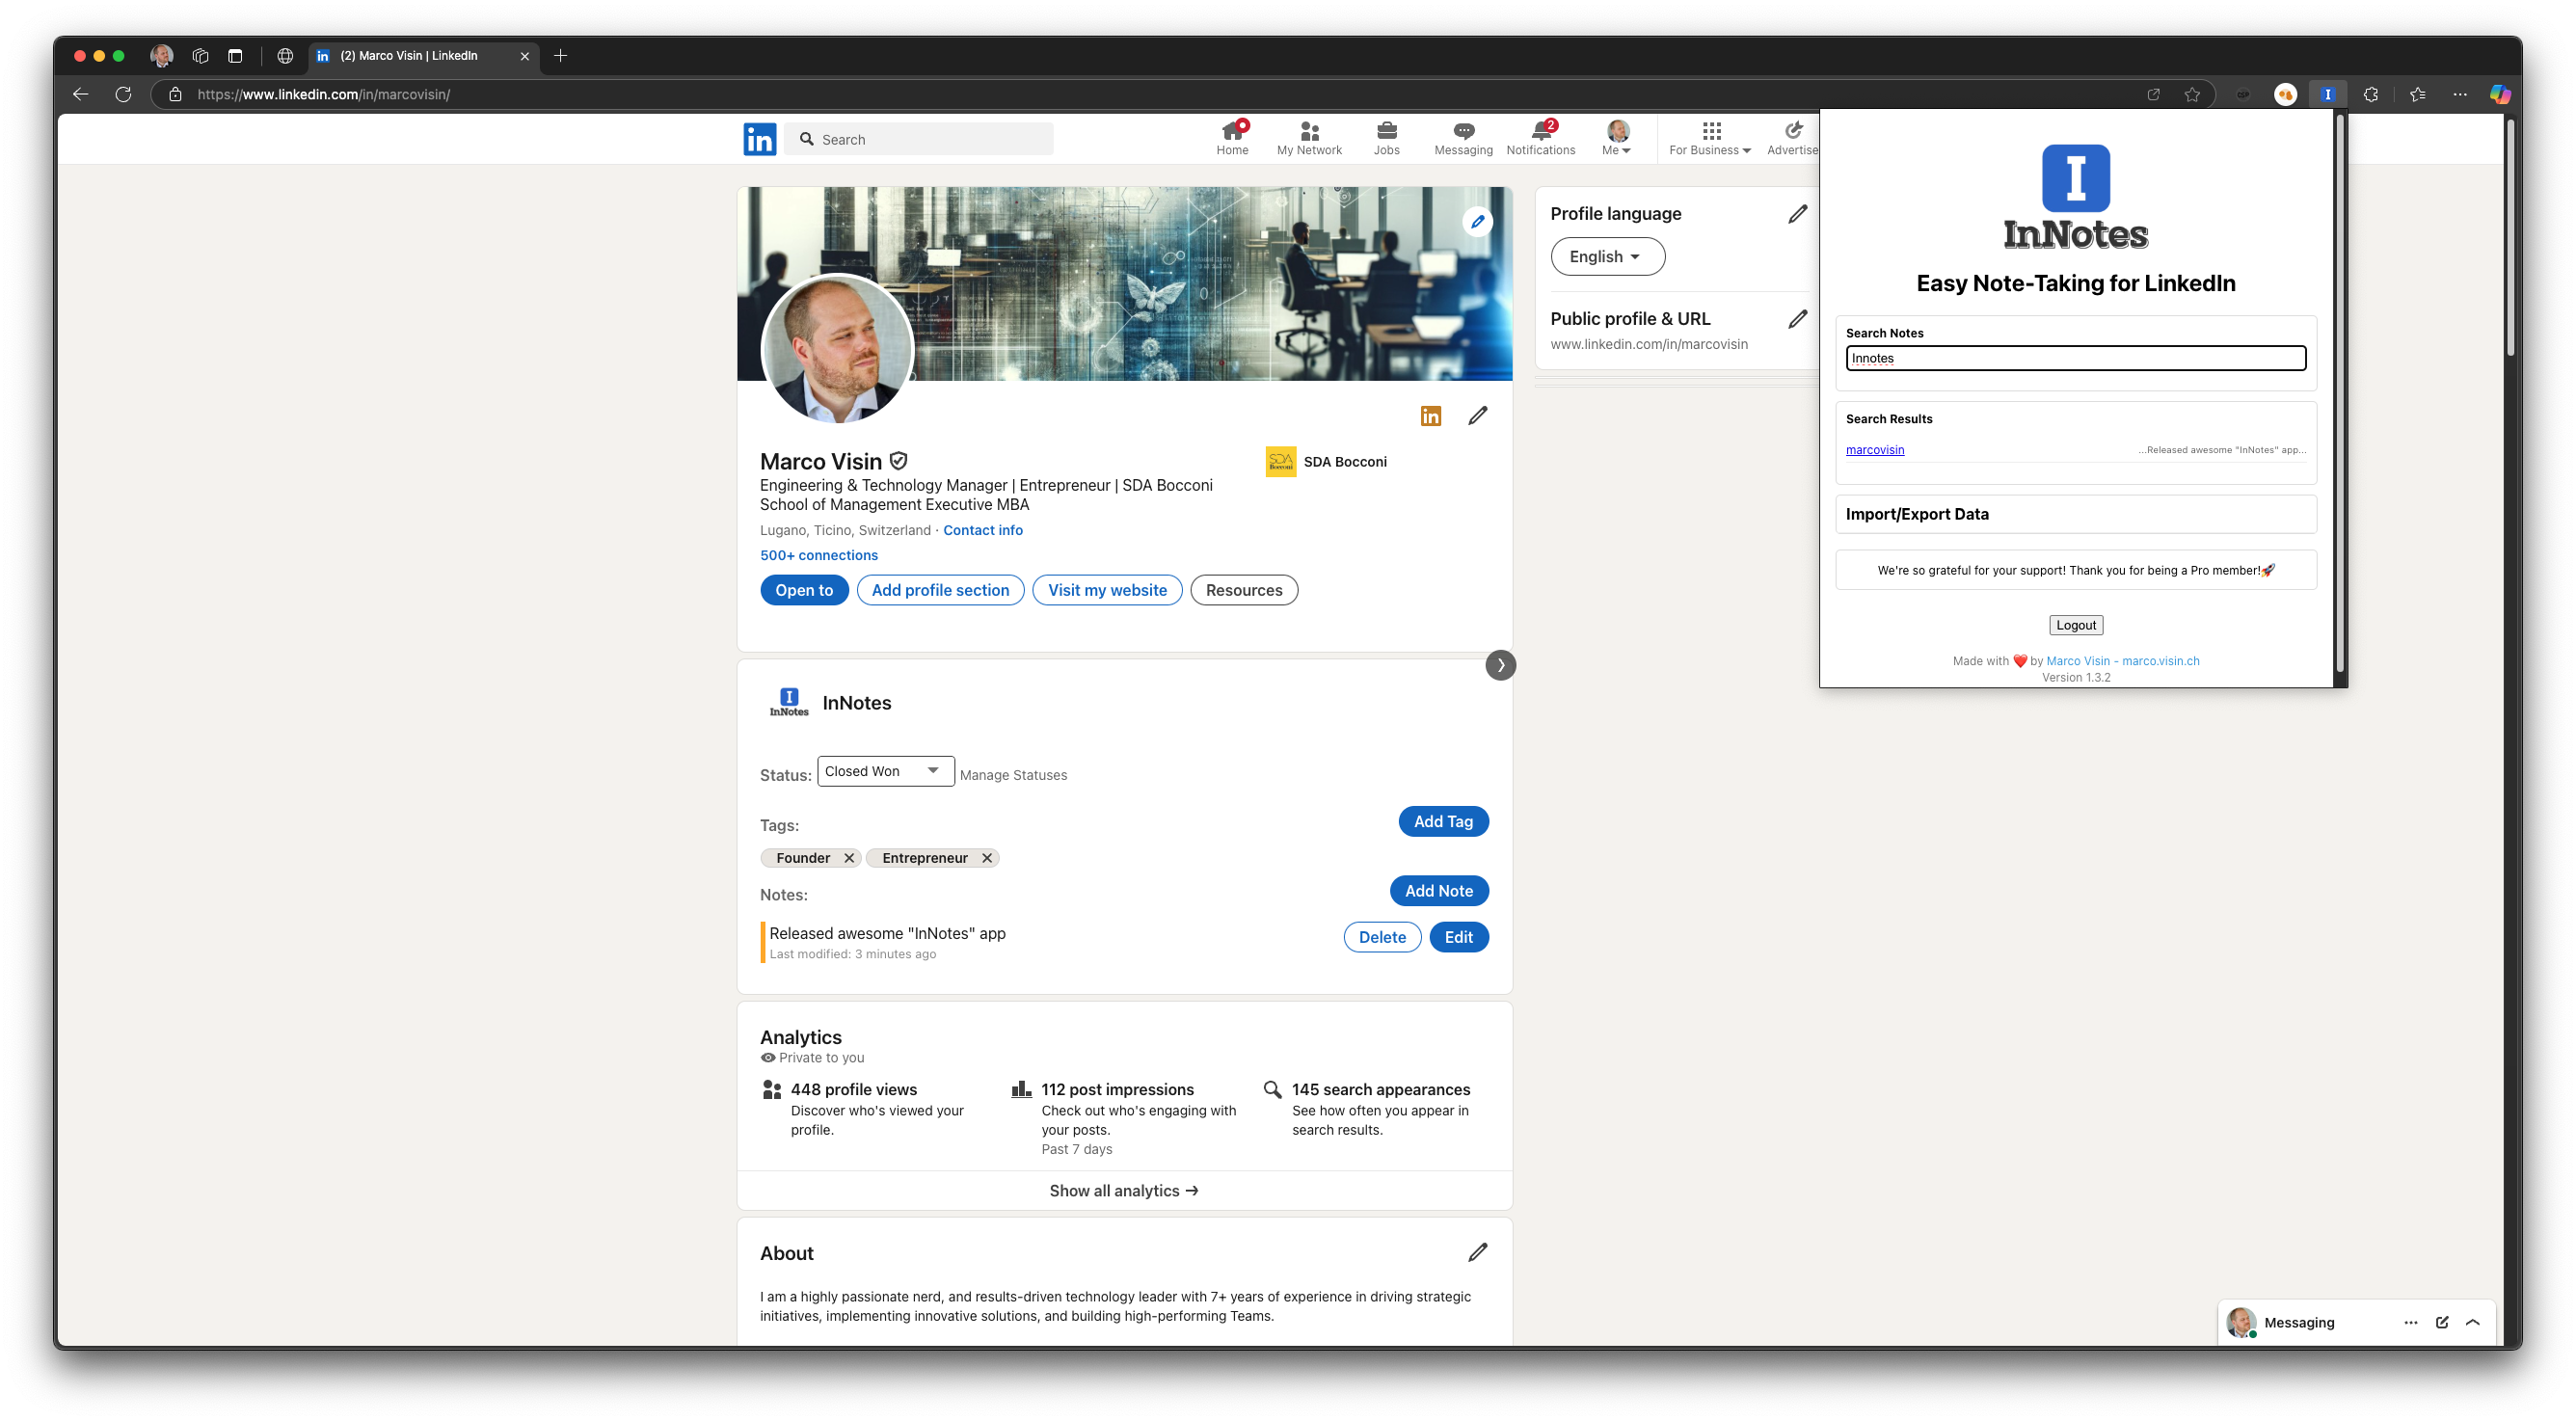 (2) Marco Visin | LinkedIn
https://www.linkedin.com/in/marcovisin/
in
Search
Home
My Network
Jobs
Messaging
2
Notifications
Me
For Business
Advertise
Profile language
English
Public profile & URL
www.linkedin.com/in/marcovisin
Marco Visin
Engineering & Technology Manager | Entrepreneur | SDA Bocconi
School of Management Executive MBA
SDA Bocconi
SDA Bocconi
Lugano, Ticino, Switzerland · Contact info
500+ connections
Open to
Add profile section
Visit my website
Resources
I
InNotes
InNotes
Status: Closed Won Manage Statuses
Tags:
Add Tag
Founder
Entrepreneur
Notes:
Add Note
Released awesome "InNotes" app
Last modified: 3 minutes ago
Delete
Edit
Analytics
Private to you
448 profile views
Discover who's viewed your
profile.
112 post impressions
Check out who's engaging with
your posts.
Past 7 days
145 search appearances
See how often you appear in
search results.
Show all analytics →
About
I am a highly passionate nerd, and results-driven technology leader with 7+ years of experience in driving strategic
initiatives, implementing innovative solutions, and building high-performing Teams.
I
InNotes
Easy Note-Taking for LinkedIn
Search Notes
Innotes
Search Results
marcovisin
...Released awesome "InNotes" app...
Import/Export Data
We're so grateful for your support! Thank you for being a Pro member!🚀
Logout
Made with ❤️ by Marco Visin - marco.visin.ch
Version 1.3.2
Messaging